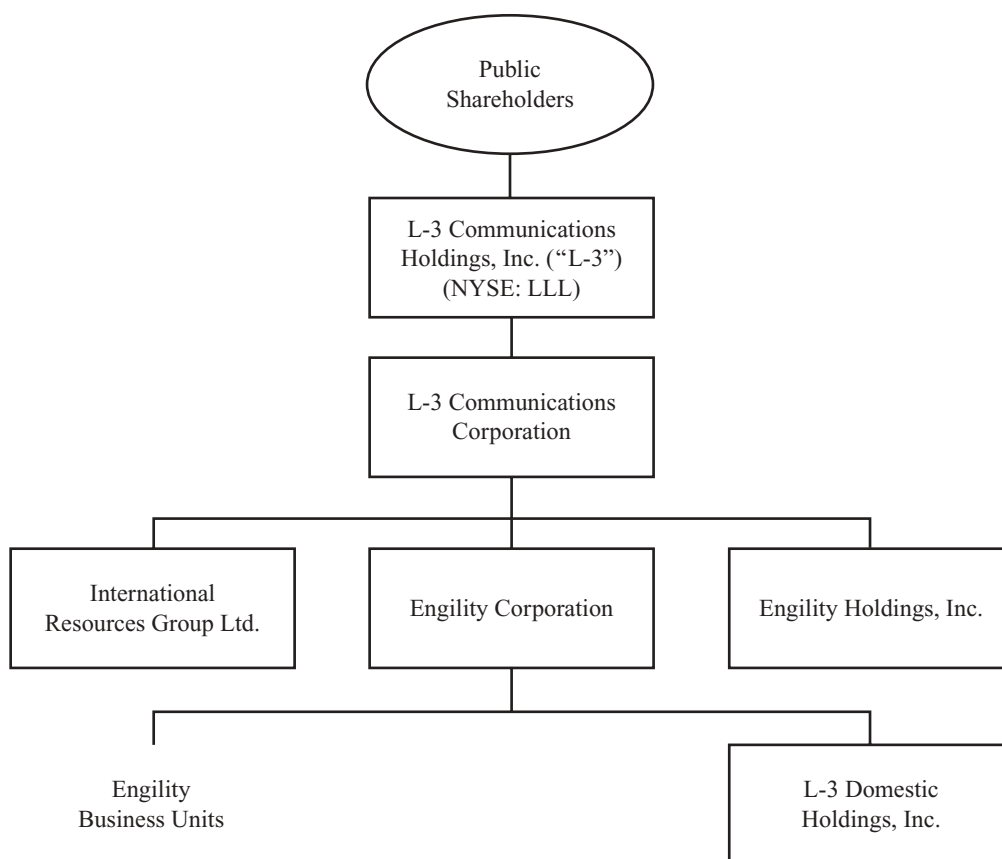 Public
Shareholders
L-3 Communications
Holdings, Inc. (“L-3”)
(NYSE: LLL)
L-3 Communications
Corporation
International
Resources Group Ltd.
Engility Corporation
Engility Holdings, Inc.
Engility
Business Units
L-3 Domestic
Holdings, Inc.